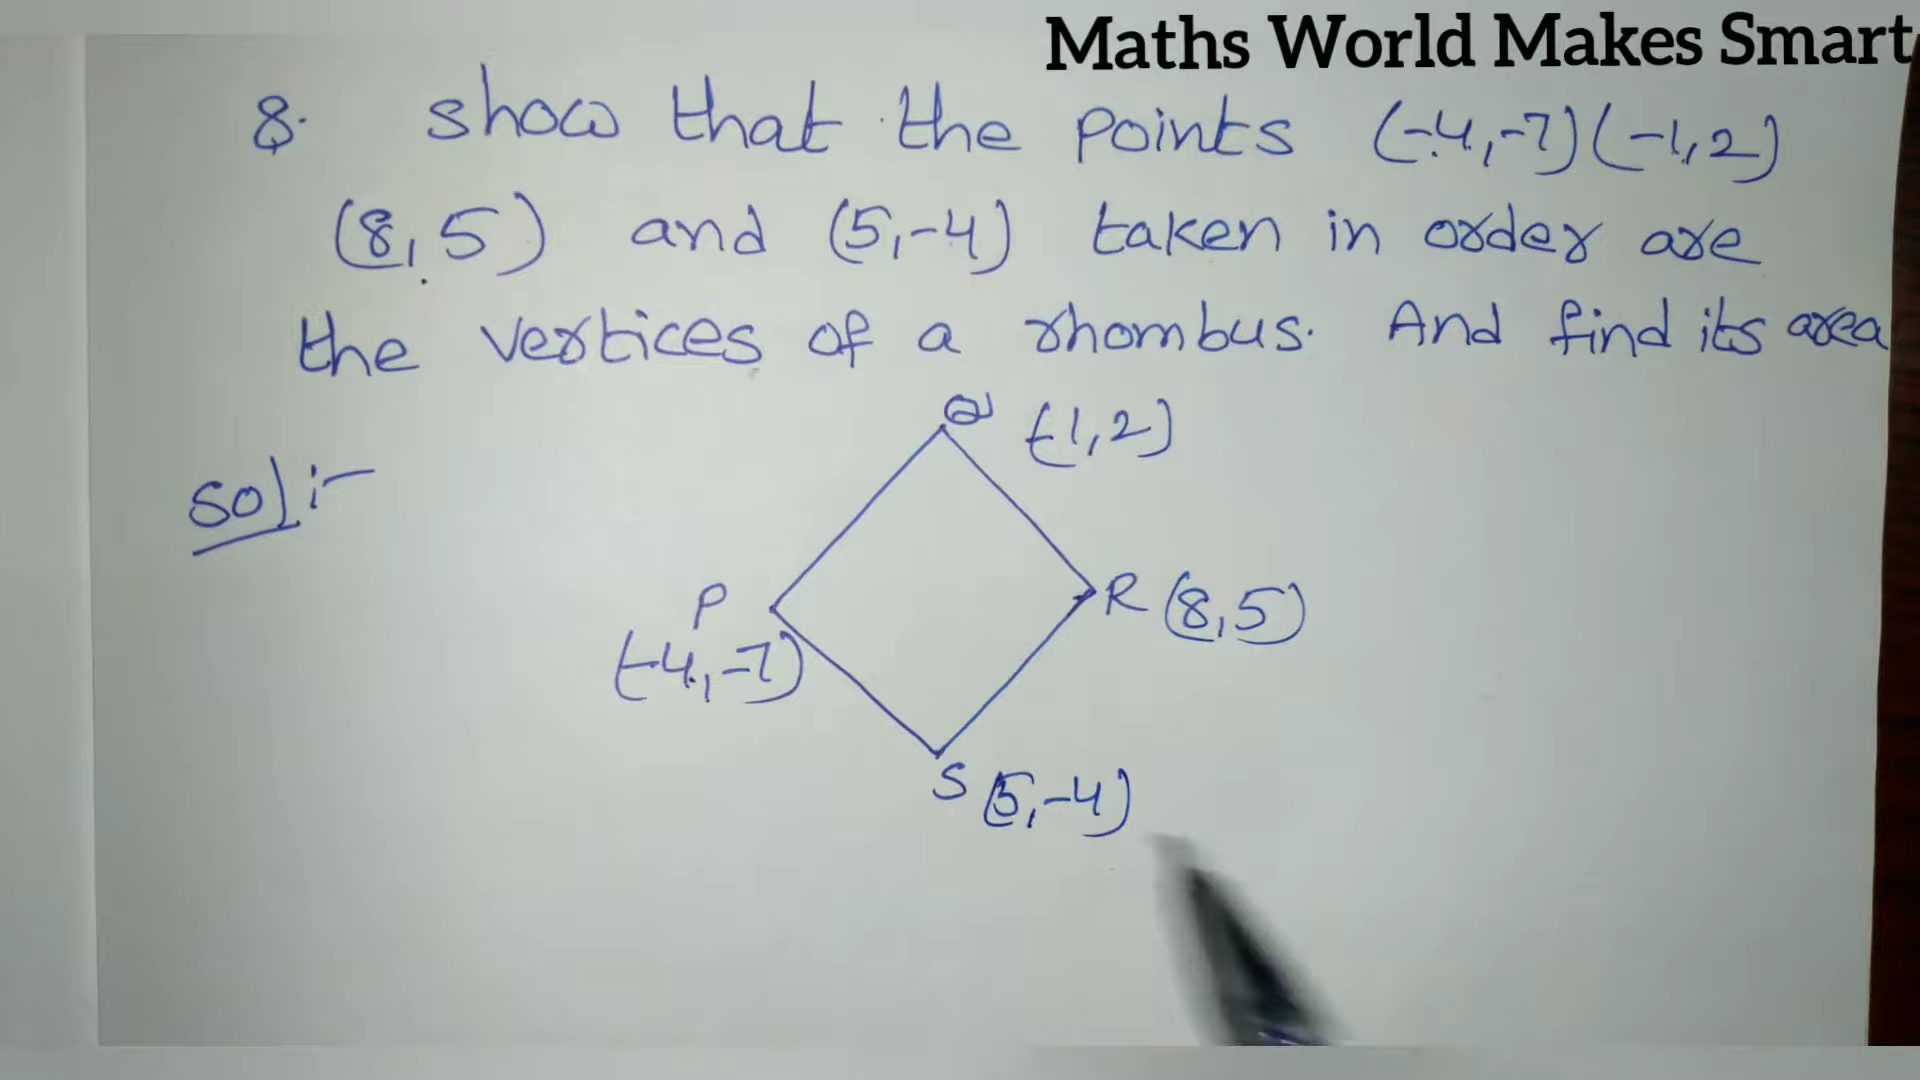 Maths World Makes Smart
8. show that the points (-4,-7) (-1,2)
(8,5) and (5,-4) taken in order are
the vertices of a rhombus. And find its area
Sol:-
Q (-1,2)
P
R (8,5)
(-4,-7)
S (5,-4)